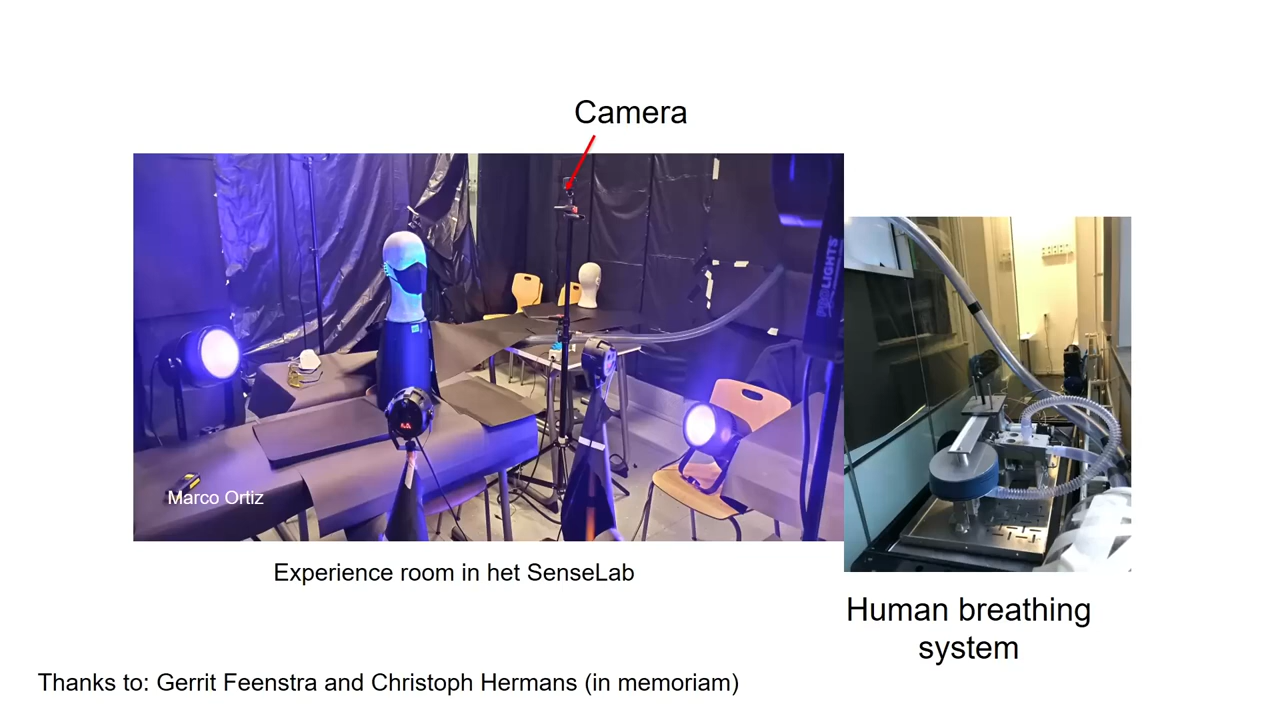 Camera
PROLIGHTS
Marco Ortiz
Experience room in het SenseLab
Human breathing
system
Thanks to: Gerrit Feenstra and Christoph Hermans (in memoriam)